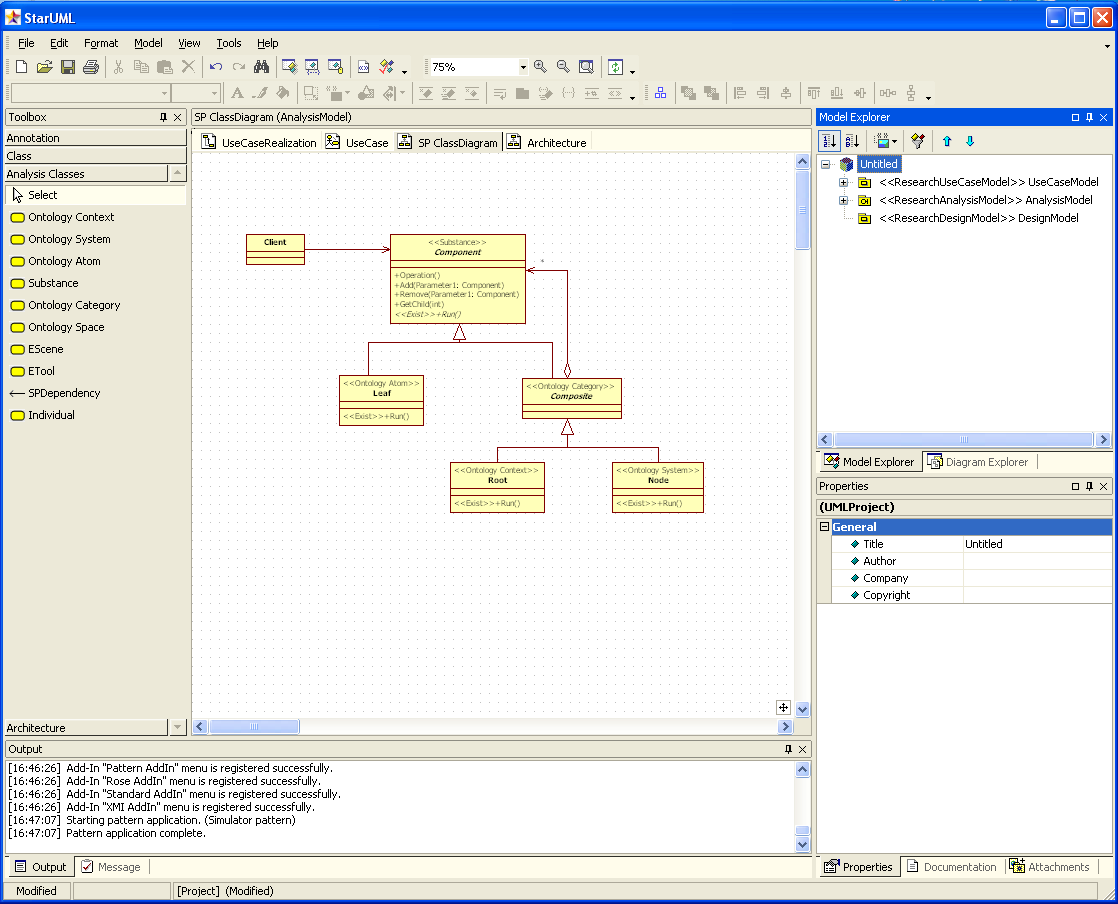 StarUML
File Edit Format Model View Tools Help
75%
Toolbox
Annotation
Class
Analysis Classes
Select
Ontology Context
Ontology System
Ontology Atom
Substance
Ontology Category
Ontology Space
EScene
ETool
SPDependency
Individual
Architecture
SP ClassDiagram (AnalysisModel)
UseCaseRealization UseCase SP ClassDiagram Architecture
Client
<<Substance>>
Component
+Operation()
+Add(Parameter1: Component)
+Remove(Parameter1: Component)
+GetChild(int)
<<Exist>>+Run()
*
<<Ontology Atom>>
Leaf
<<Exist>>+Run()
<<Ontology Category>>
Composite
<<Ontology Context>>
Root
<<Exist>>+Run()
<<Ontology System>>
Node
<<Exist>>+Run()
Model Explorer
Untitled
<<ResearchUseCaseModel>> UseCaseModel
<<ResearchAnalysisModel>> AnalysisModel
<<ResearchDesignModel>> DesignModel
Model Explorer Diagram Explorer
Properties
(UMLProject)
General
Title Untitled
Author
Company
Copyright
Properties Documentation Attachments
Output
[16:46:26] Add-In "Pattern AddIn" menu is registered successfully.
[16:46:26] Add-In "Rose AddIn" menu is registered successfully.
[16:46:26] Add-In "Standard AddIn" menu is registered successfully.
[16:46:26] Add-In "XMI AddIn" menu is registered successfully.
[16:47:07] Starting pattern application. (Simulator pattern)
[16:47:07] Pattern application complete.
Output Message
Modified [Project] (Modified)